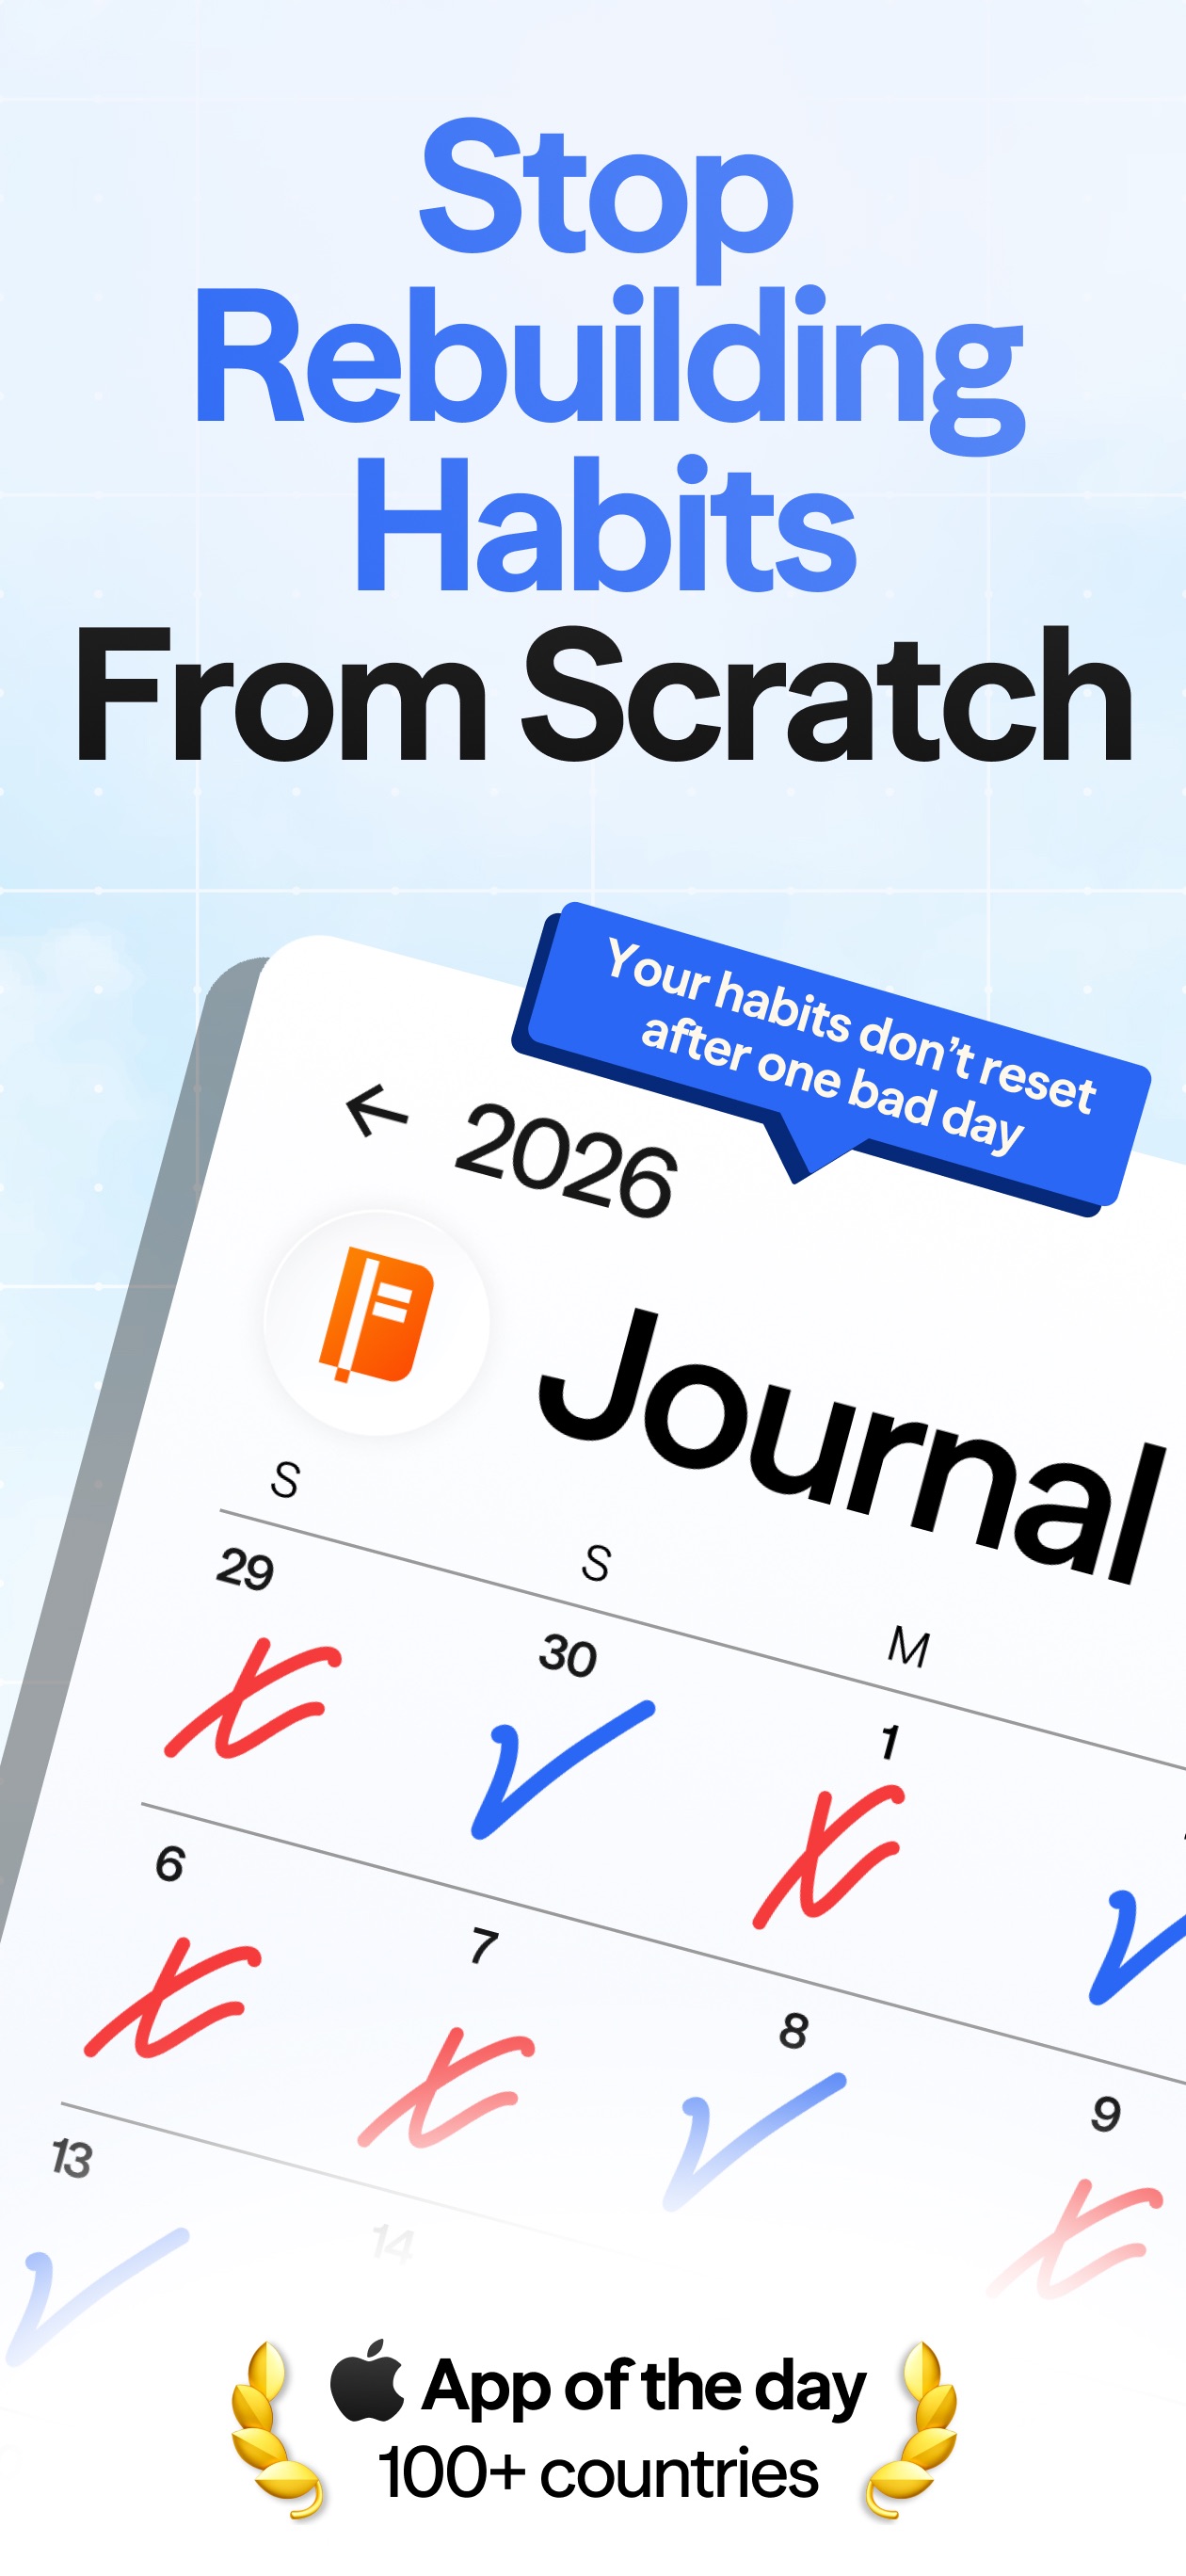 Stop
Rebuilding
Habits
From Scratch
Your habits don’t reset
after one bad day
← 2026
Journal
S S M
29 30 1
6 7 8 9
13 14
App of the day
100+ countries